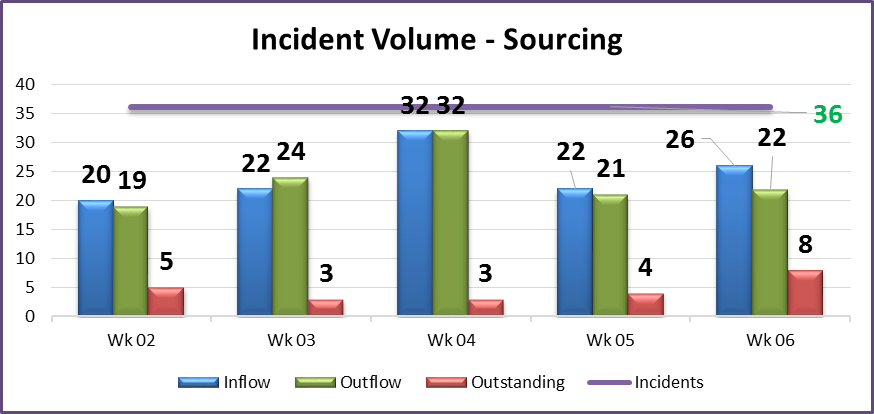 Incident Volume - Sourcing
40
35
30
25
20
15
10
5
0
20 19 5
22 24 3
32 32 3
22 21 4
26 22 8
36
Wk 02 Wk 03 Wk 04 Wk 05 Wk 06
Inflow Outflow Outstanding Incidents